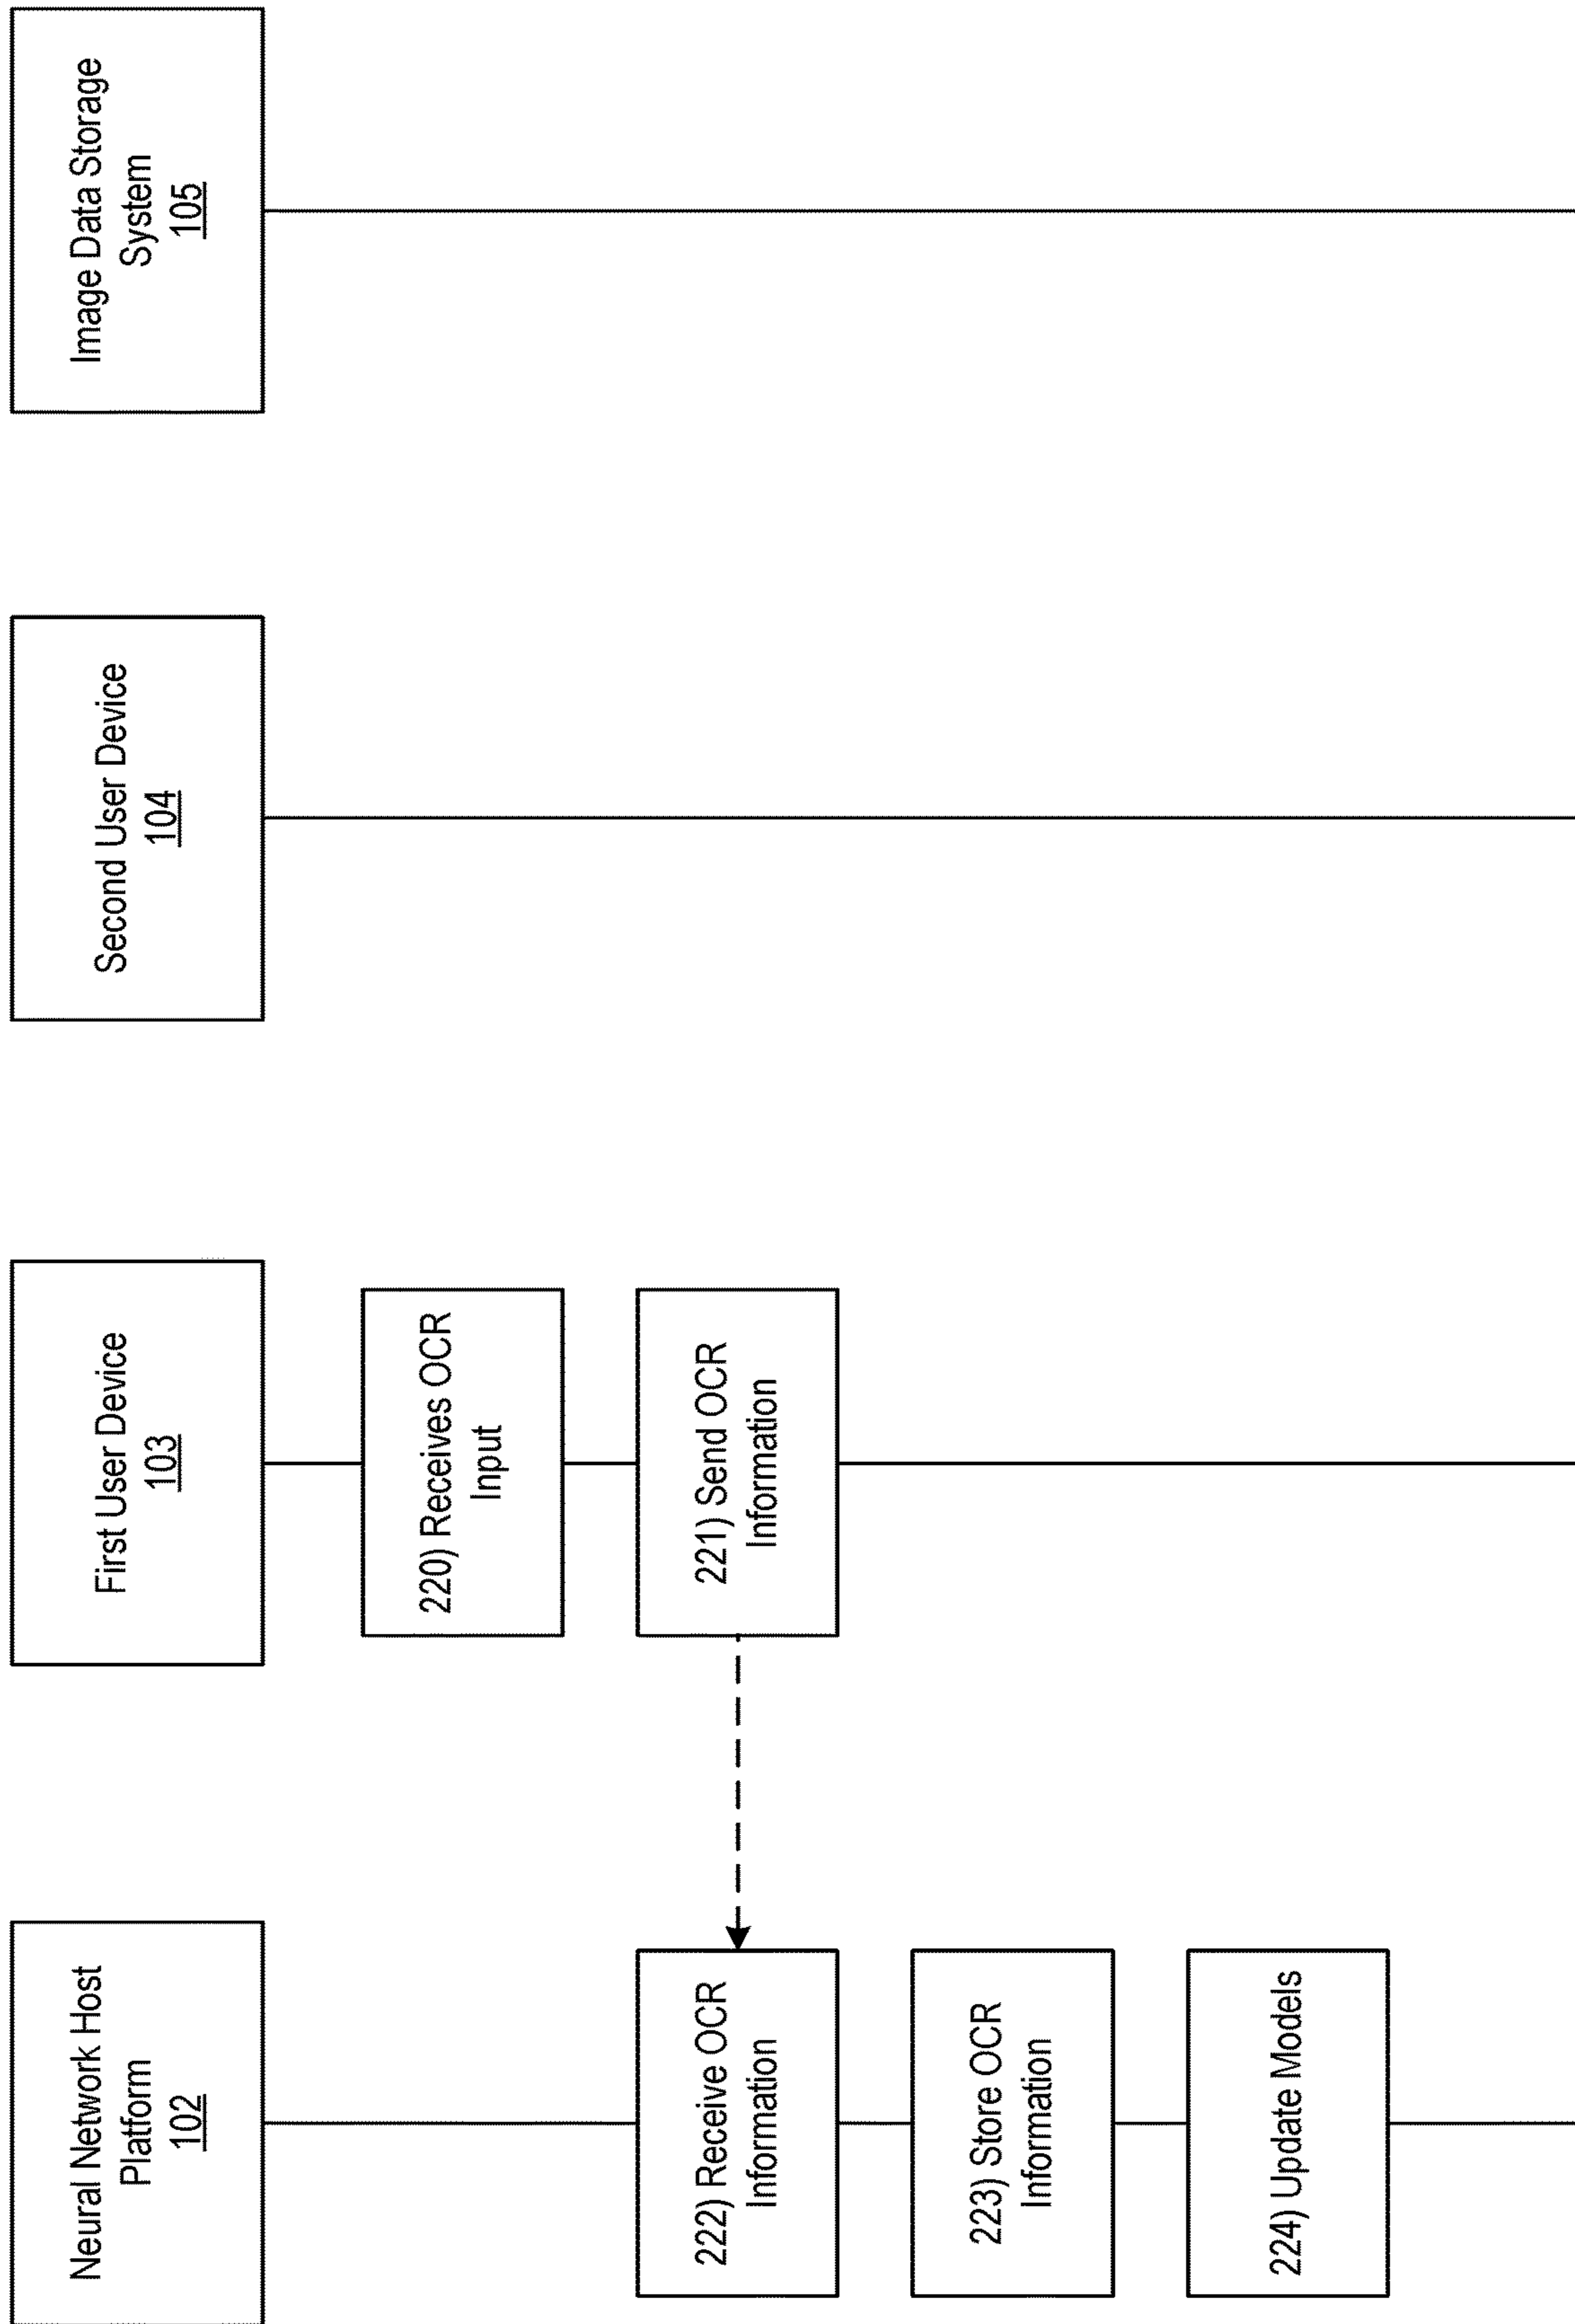 Neural Network Host
Platform
102
First User Device
103
Second User Device
104
Image Data Storage
System
105
220) Receives OCR
Input
221) Send OCR
Information
222) Receive OCR
Information
223) Store OCR
Information
224) Update Models